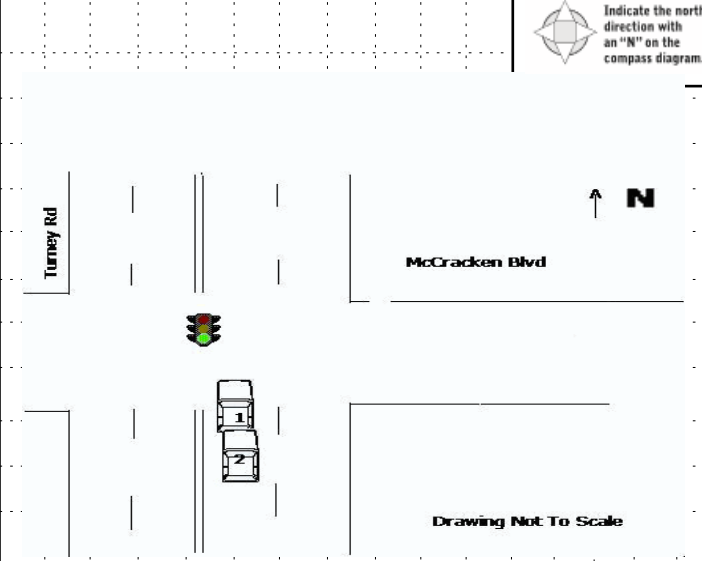 Indicate the north
direction with
an "N" on the
compass diagram.
Turney Rd
N
McCracken Blvd
1
2
Drawing Not To Scale